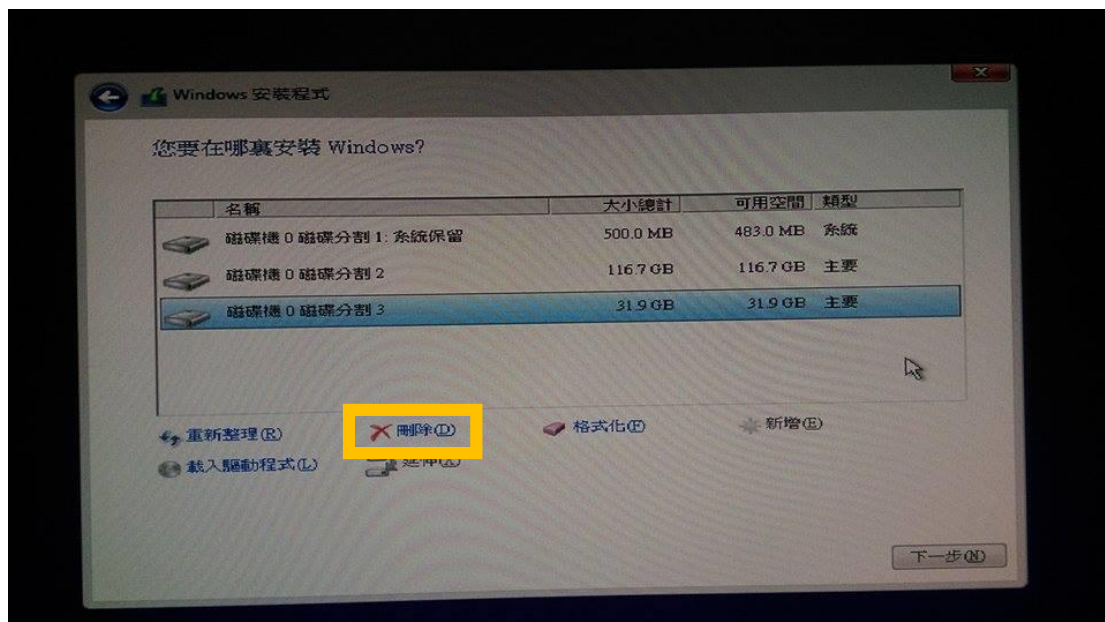 Windows 安裝程式
您要在哪裏安裝 Windows?
名稱 大小總計 可用空間 類型
磁碟機 0 磁碟分割 1: 系統保留 500.0 MB 483.0 MB 系統
磁碟機 0 磁碟分割 2 116.7 GB 116.7 GB 主要
磁碟機 0 磁碟分割 3 31.9 GB 31.9 GB 主要
重新整理(R) 刪除(D) 格式化(F) 新增(E)
載入驅動程式(L) 延伸(X)
下一步(N)